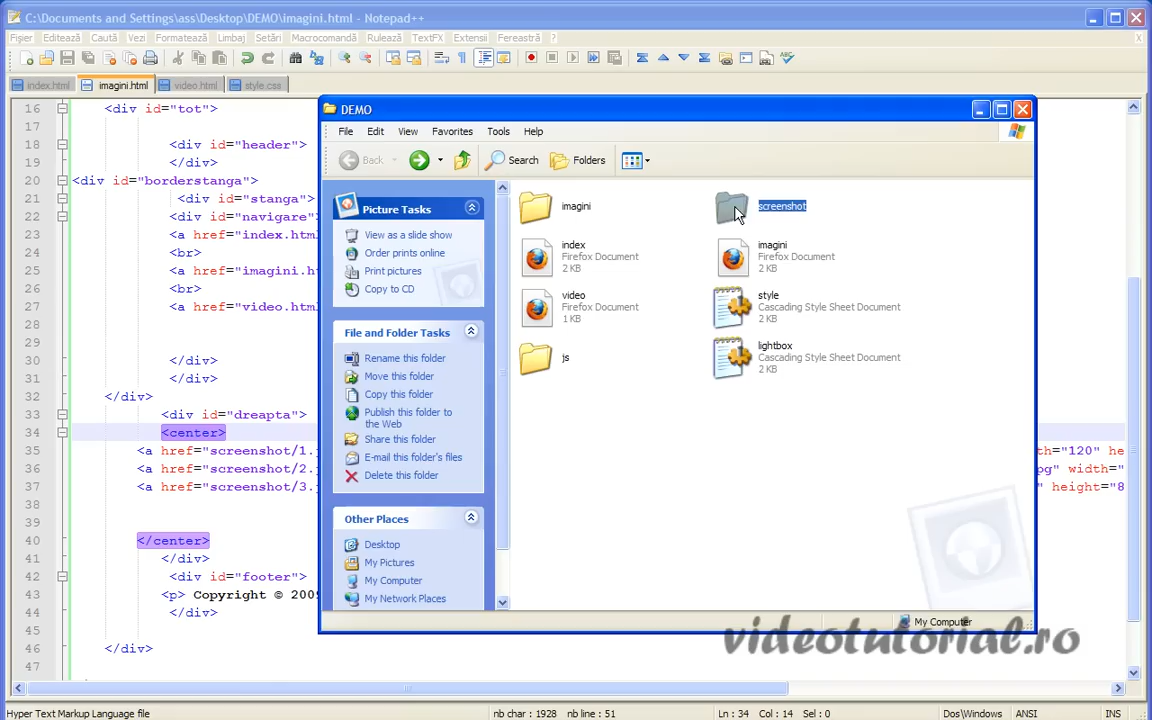 C:\Documents and Settings\ass\Desktop\DEMO\imagini.html - Notepad++
Fişier Editează Caută Vezi Formatează Limbaj Setări Macrocomandă Rulează TextFX Extensii Fereastră ? X
index.html imagini.html video.html style.css
16 <div id="tot">
17
18 <div id="header">
19 </div>
20 <div id="borderstanga">
21 <div id="stanga">
22 <div id="navigare">
23 <a href="index.html
24 <br>
25 <a href="imagini.h
26 <br>
27 <a href="video.html
28
29
30 </div>
31 </div>
32 </div>
33 <div id="dreapta">
34 <center>
35 <a href="screenshot/1.p
36 <a href="screenshot/2.p
37 <a href="screenshot/3.p
38
39
40 </center>
41 </div>
42 <div id="footer">
43 <p> Copyright © 2009
44 </div>
45
46 </div>
47
th="120" he
pg" width="
" height="8
DEMO
File Edit View Favorites Tools Help
Back Search Folders
Picture Tasks
View as a slide show
Order prints online
Print pictures
Copy to CD
File and Folder Tasks
Rename this folder
Move this folder
Copy this folder
Publish this folder to
the Web
Share this folder
E-mail this folder's files
Delete this folder
Other Places
Desktop
My Pictures
My Computer
My Network Places
imagini
screenshot
index
Firefox Document
2 KB
imagini
Firefox Document
2 KB
video
Firefox Document
1 KB
style
Cascading Style Sheet Document
2 KB
js
lightbox
Cascading Style Sheet Document
2 KB
My Computer
videotutorial.ro
Hyper Text Markup Language file nb char : 1928 nb line : 51 Ln : 34 Col : 14 Sel : 0 Dos\Windows ANSI INS